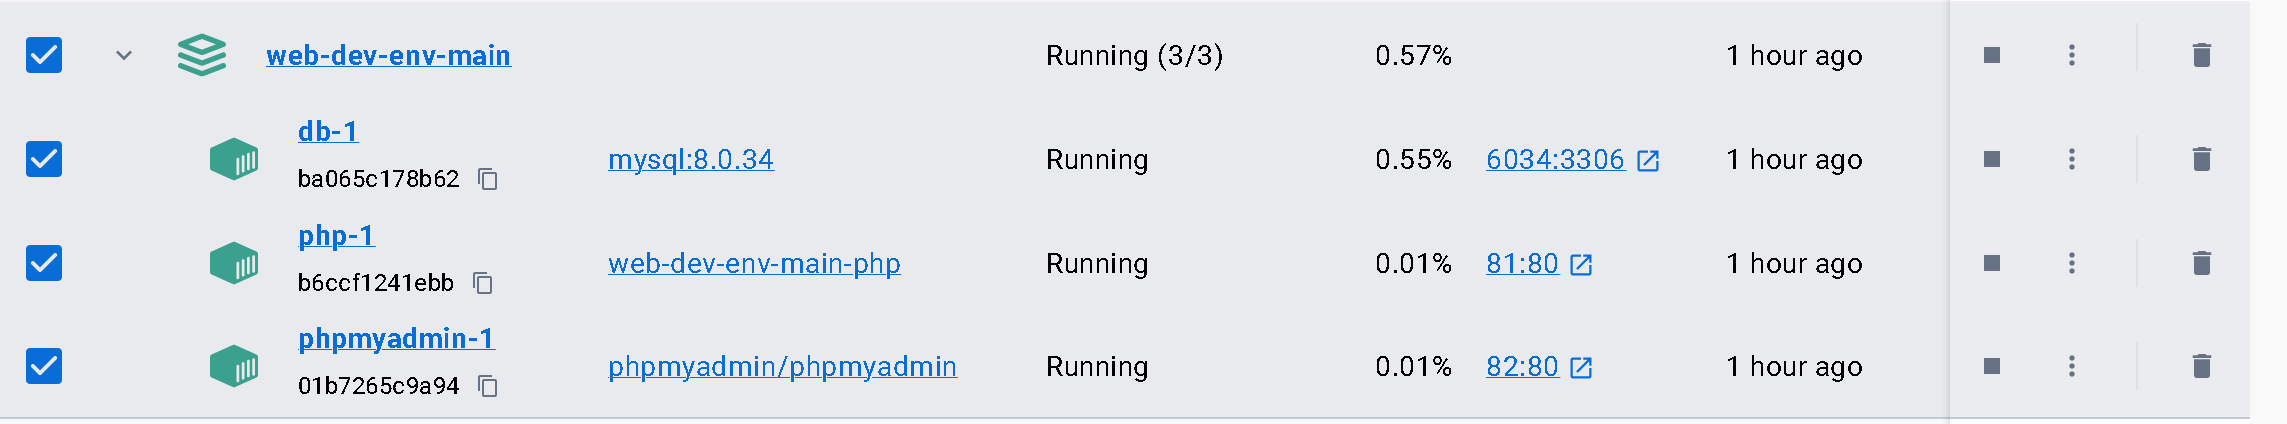 web-dev-env-main Running (3/3) 0.57% 1 hour ago
db-1
ba065c178b62 mysql:8.0.34 Running 0.55% 6034:3306 1 hour ago
php-1
b6ccf1241ebb web-dev-env-main-php Running 0.01% 81:80 1 hour ago
phpmyadmin-1
01b7265c9a94 phpmyadmin/phpmyadmin Running 0.01% 82:80 1 hour ago